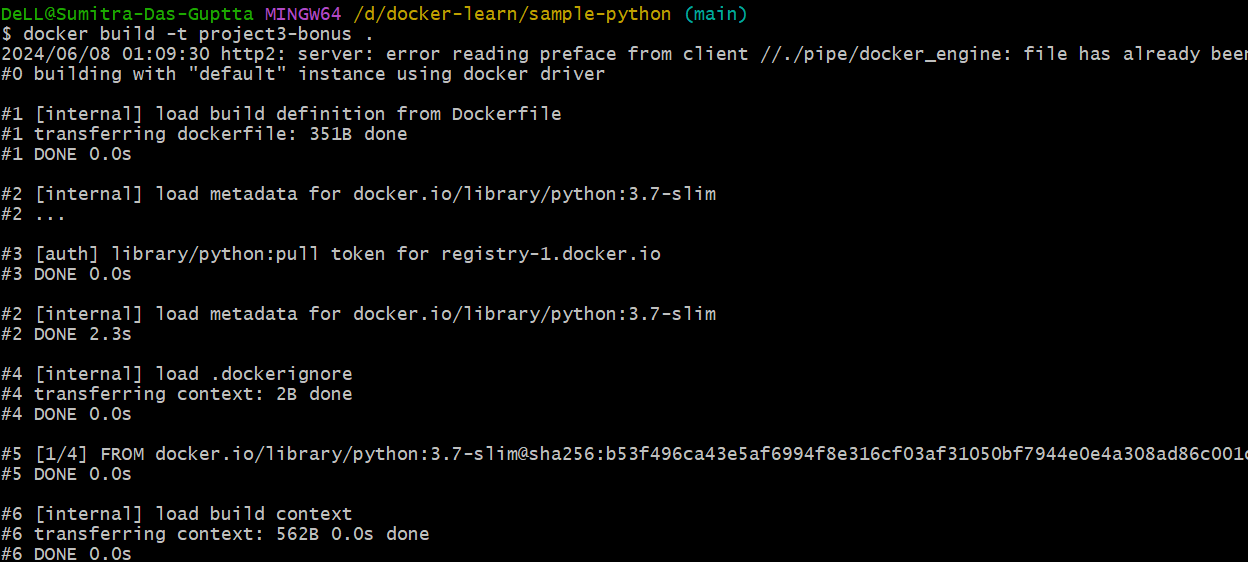 DeLL@Sumitra-Das-Guptta MINGW64 /d/docker-learn/sample-python (main)
$ docker build -t project3-bonus .
2024/06/08 01:09:30 http2: server: error reading preface from client //./pipe/docker_engine: file has already been
#0 building with "default" instance using docker driver
#1 [internal] load build definition from Dockerfile
#1 transferring dockerfile: 351B done
#1 DONE 0.0s
#2 [internal] load metadata for docker.io/library/python:3.7-slim
#2 ...
#3 [auth] library/python:pull token for registry-1.docker.io
#3 DONE 0.0s
#2 [internal] load metadata for docker.io/library/python:3.7-slim
#2 DONE 2.3s
#4 [internal] load .dockerignore
#4 transferring context: 2B done
#4 DONE 0.0s
#5 [1/4] FROM docker.io/library/python:3.7-slim@sha256:b53f496ca43e5af6994f8e316cf03af31050bf7944e0e4a308ad86c001c
#5 DONE 0.0s
#6 [internal] load build context
#6 transferring context: 562B 0.0s done
#6 DONE 0.0s